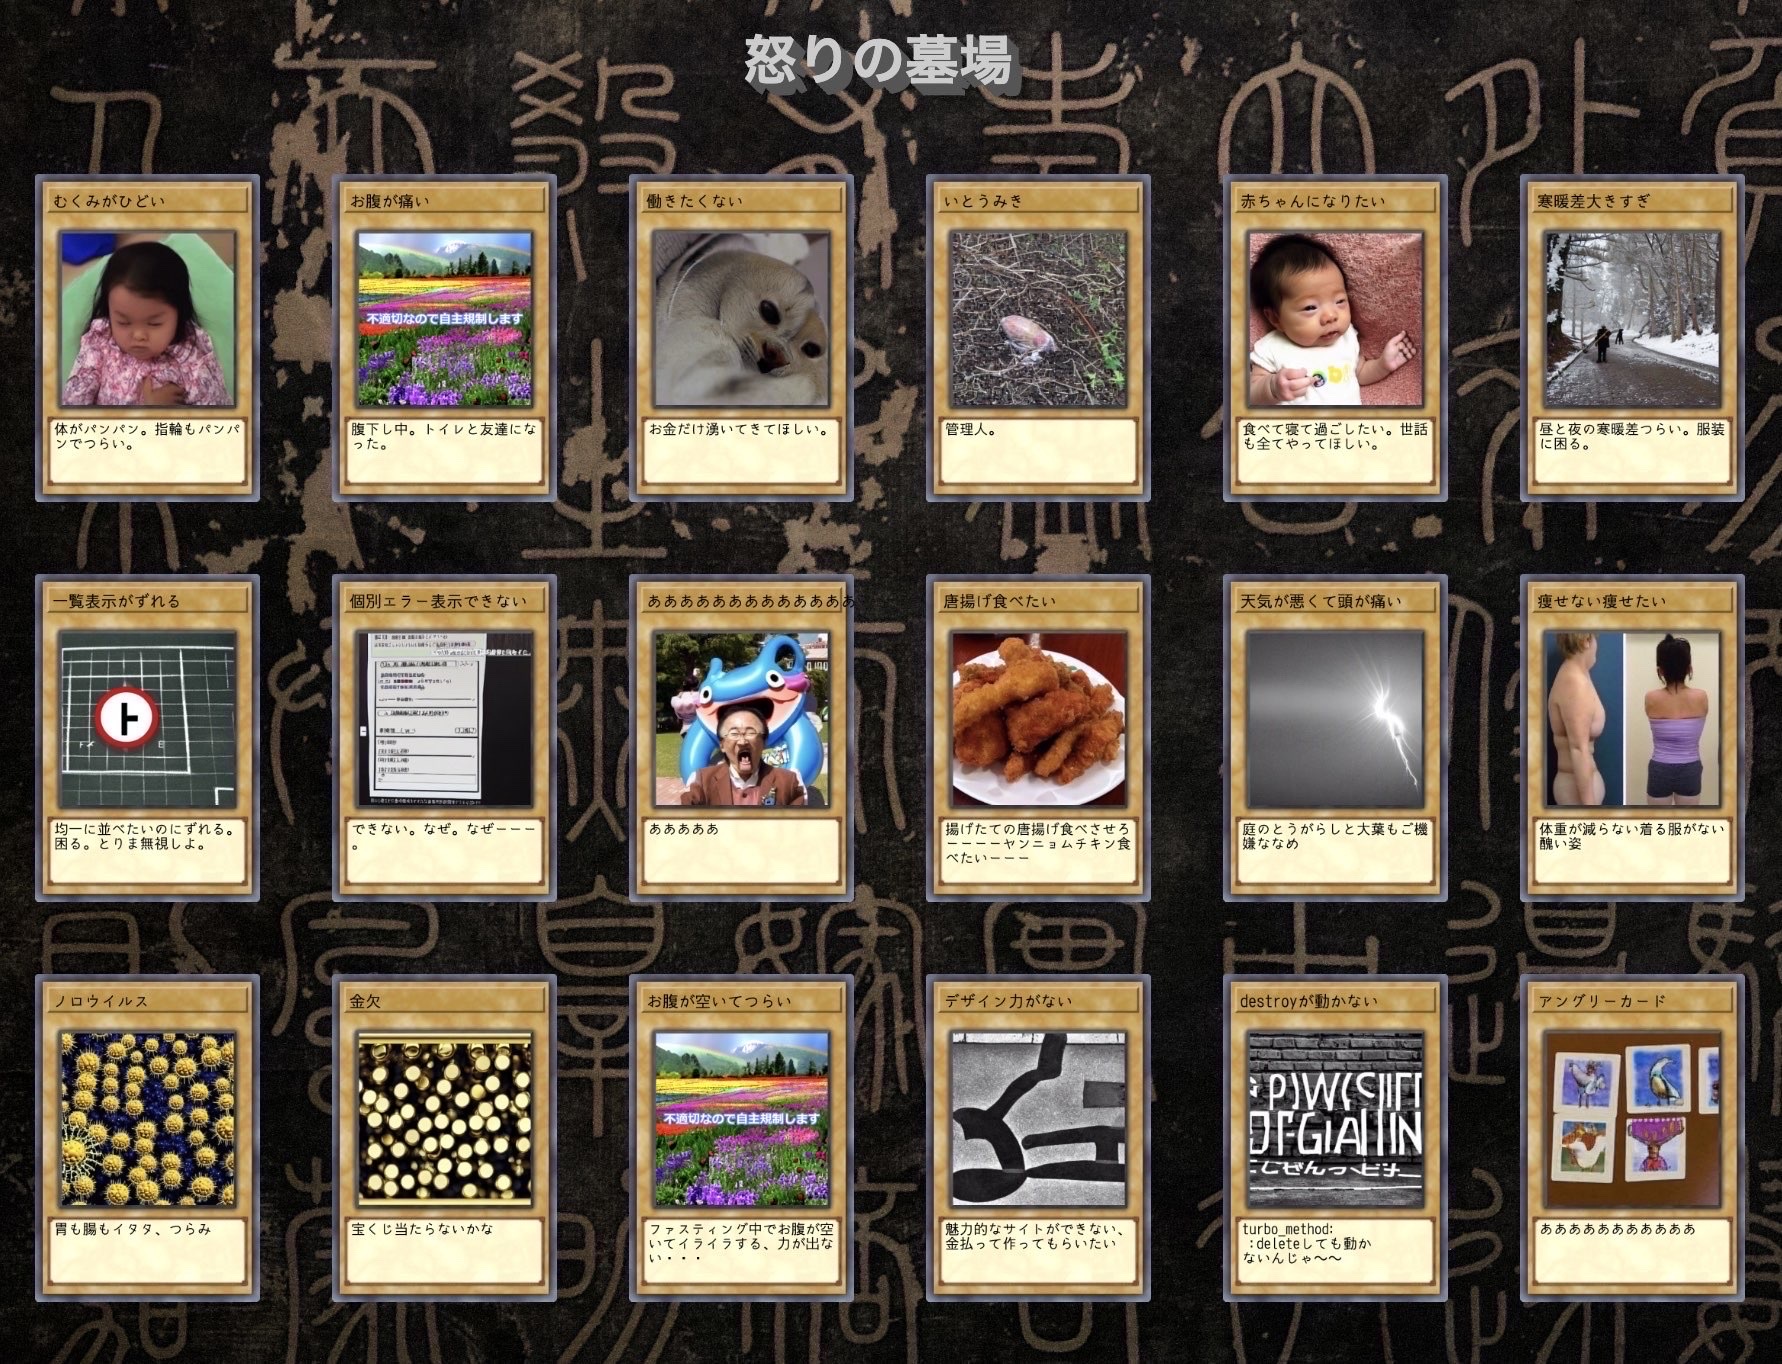 怒りの墓場
むくみがひどい
体がパンパン。指輪もパンパ
ンでつらい。
お腹が痛い
不適切なので自主規制します
腹下し中。トイレと友達にな
った。
働きたくない
お金だけ湧いてきてほしい。
いとうみき
管理人。
赤ちゃんになりたい
食べて寝て過ごしたい。世話
も全てやってほしい。
寒暖差大きすぎ
昼と夜の寒暖差つらい。服装
に困る。
一覧表示がずれる
均一に並べたいのにずれる。
困る。とりま無視しよ。
個別エラー表示できない
できない。なぜ。なぜーーー
。
あああああああああああああ
あああああ
唐揚げ食べたい
揚げたての唐揚げ食べさせろ
ーーーーヤンニョムチキン食
べたいーーー
天気が悪くて頭が痛い
庭のとうがらしと大葉もご機
嫌ななめ
痩せない痩せたい
体重が減らない着る服がない
醜い姿
ノロウイルス
胃も腸もイタタ、つらみ
金欠
宝くじ当たらないかな
お腹が空いてつらい
不適切なので自主規制します
ファスティング中でお腹が空
いてイライラする、力が出な
い・・・
デザイン力がない
魅力的なサイトができない、
金払って作ってもらいたい
destroyが動かない
turbo_method:
:deleteしても動か
ないんじゃ〜〜
アングリーカード
あああああああああああ